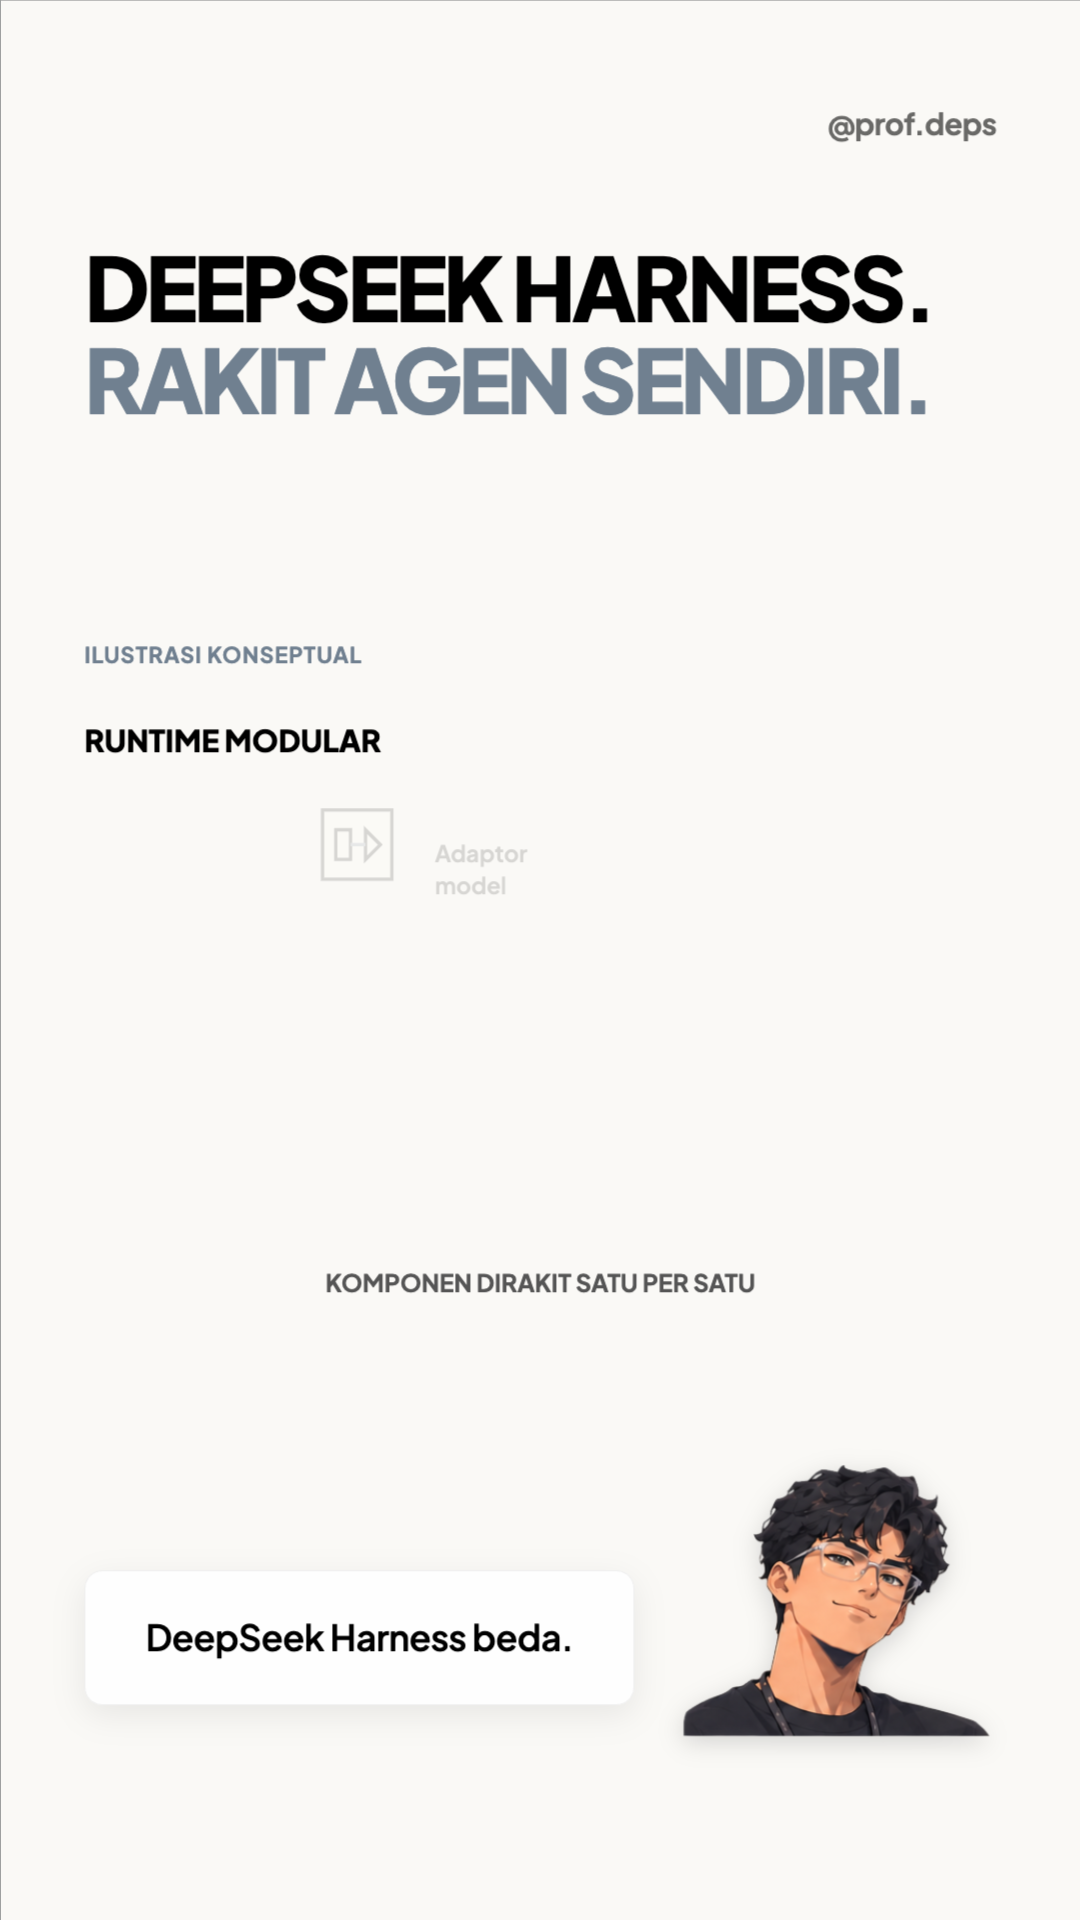 @prof.deps
DEEPSEEK HARNESS.
RAKIT AGEN SENDIRI.
ILUSTRASI KONSEPTUAL
RUNTIME MODULAR
Adaptor
model
KOMPONEN DIRAKIT SATU PER SATU
DeepSeek Harness beda.